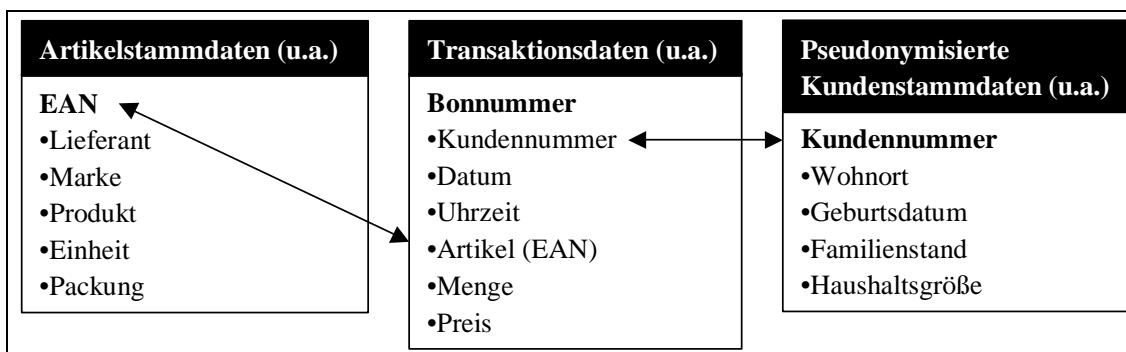 Artikelstammdaten (u.a.)
EAN
•Lieferant
•Marke
•Produkt
•Einheit
•Packung
Transaktionsdaten (u.a.)
Bonnummer
•Kundennummer
•Datum
•Uhrzeit
•Artikel (EAN)
•Menge
•Preis
Pseudonymisierte
Kundenstammdaten (u.a.)
Kundennummer
•Wohnort
•Geburtsdatum
•Familienstand
•Haushaltsgröße